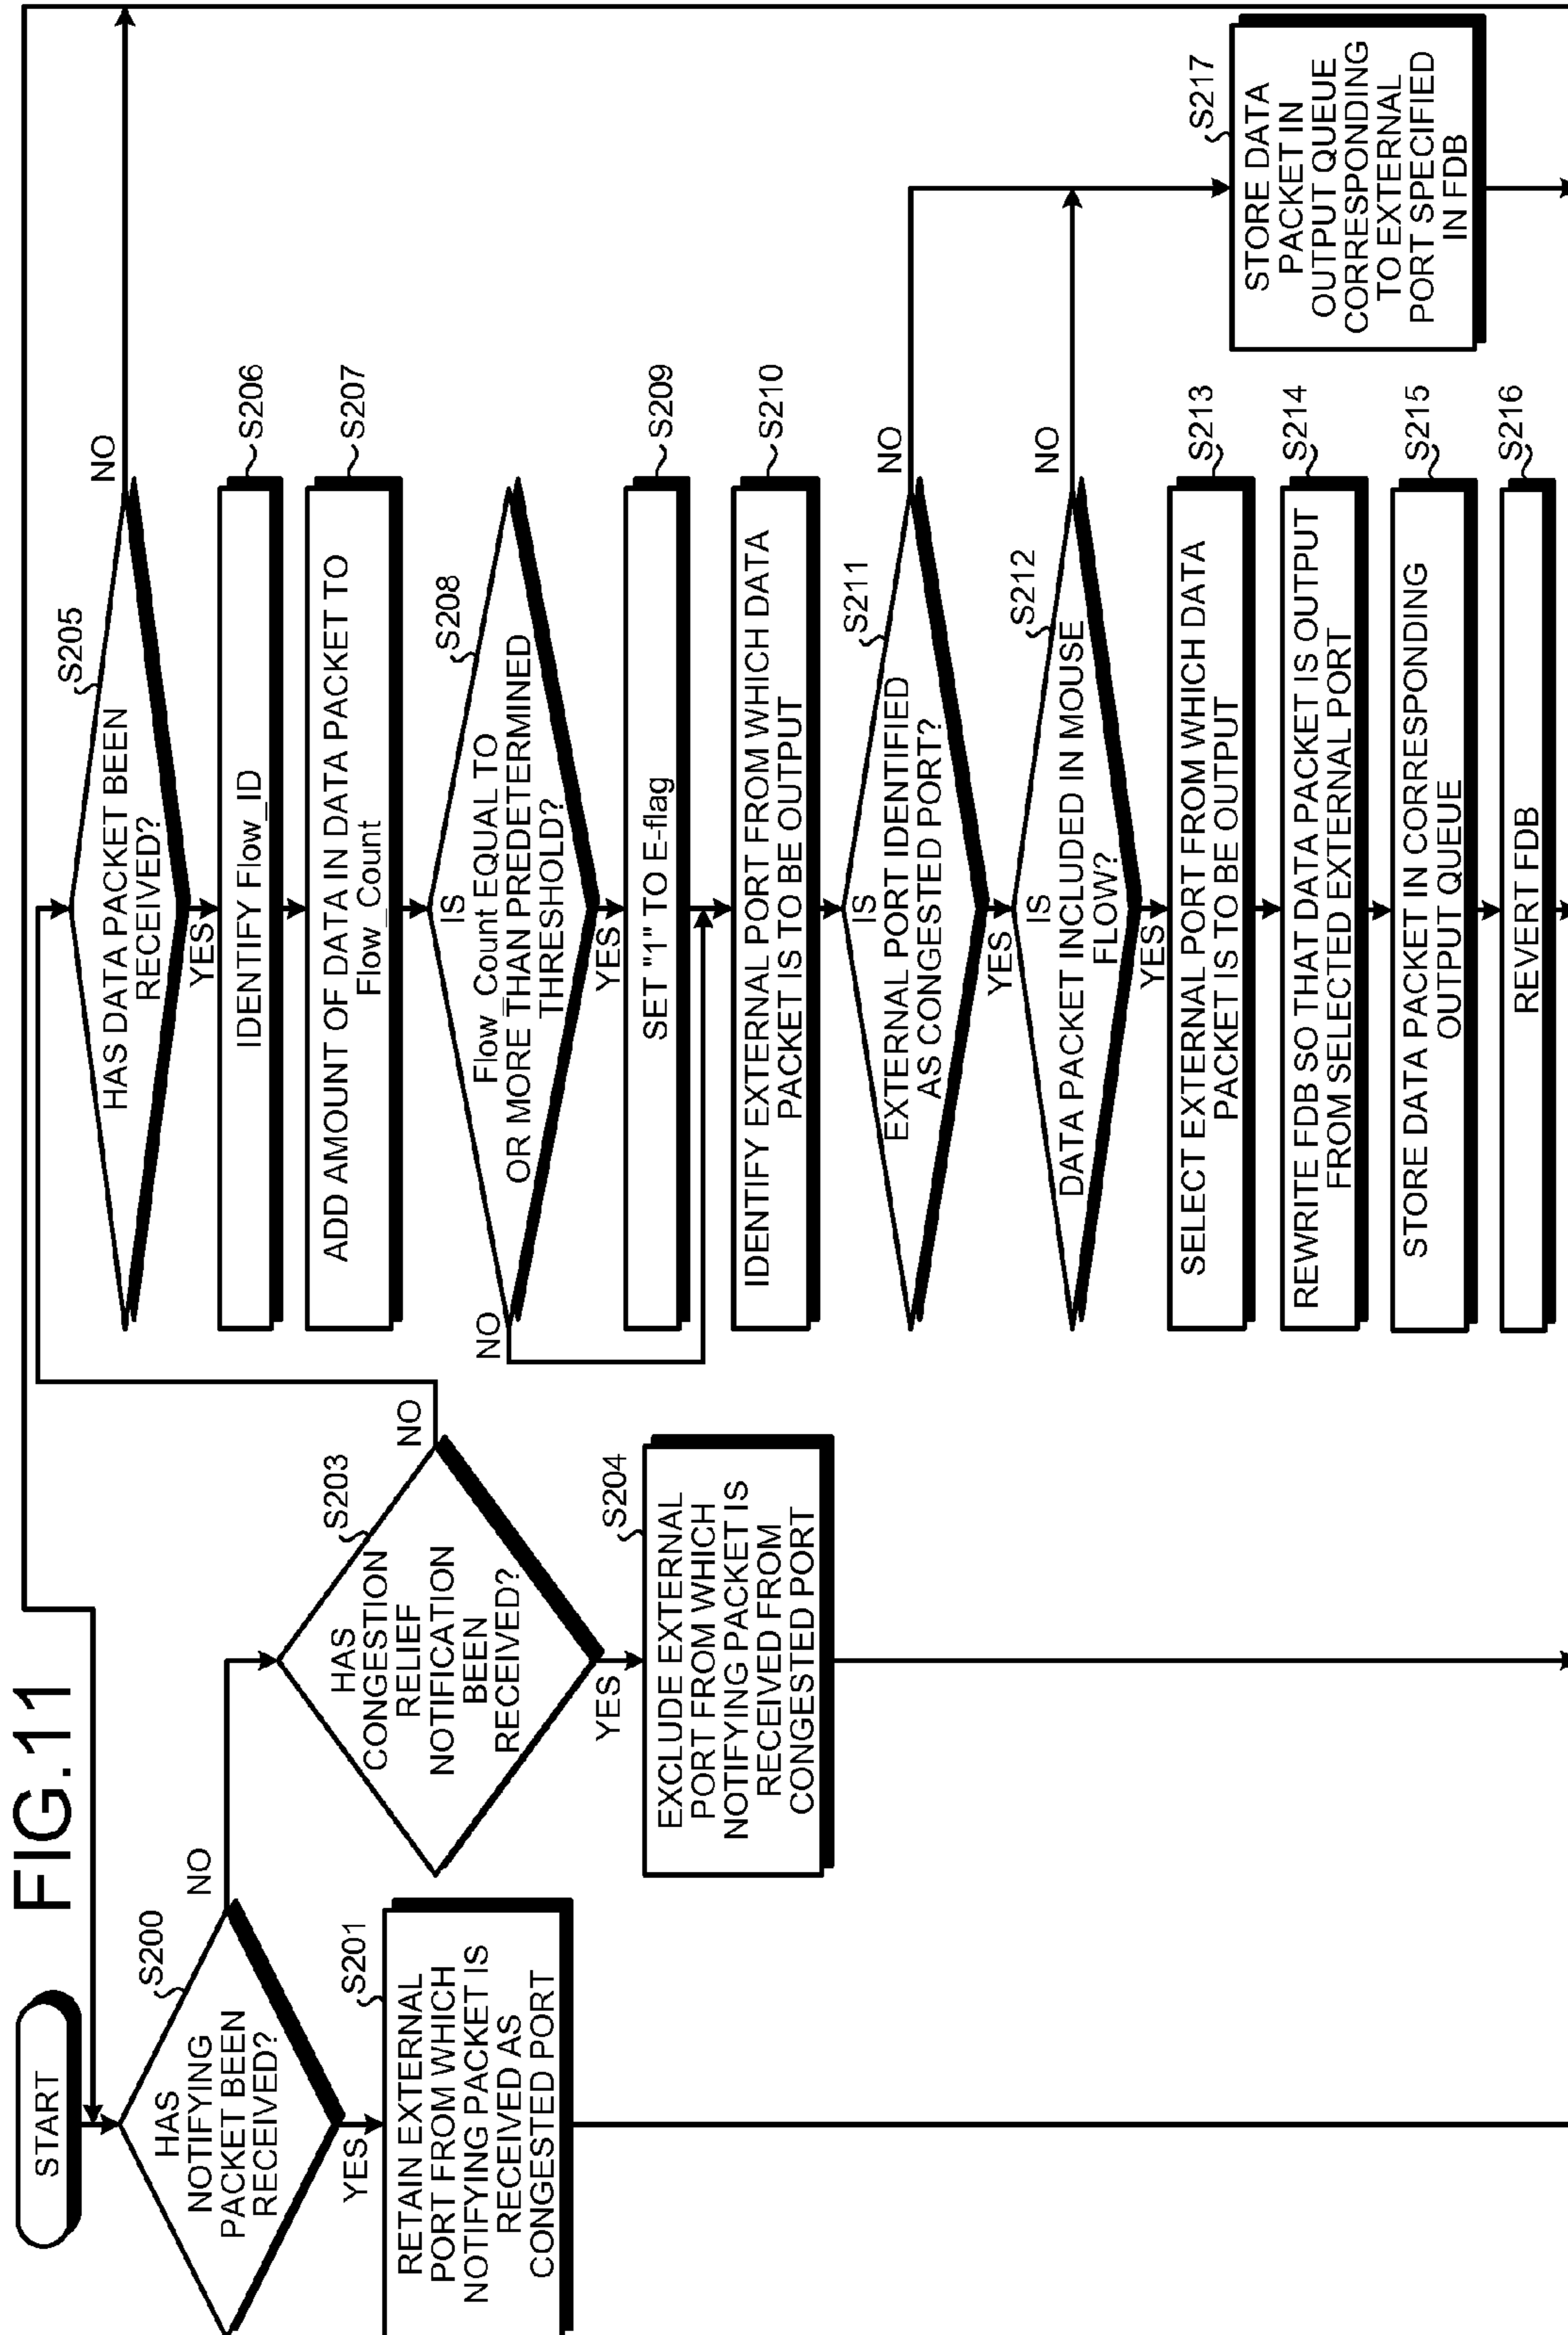 FIG.11
START
S200
HAS
NOTIFYING
PACKET BEEN
RECEIVED?
NO
YES
S201
RETAIN EXTERNAL
PORT FROM WHICH
NOTIFYING PACKET IS
RECEIVED AS
CONGESTED PORT
S203
HAS
CONGESTION
RELIEF
NOTIFICATION
BEEN
RECEIVED?
NO
YES
S204
EXCLUDE EXTERNAL
PORT FROM WHICH
NOTIFYING PACKET IS
RECEIVED FROM
CONGESTED PORT
S205
HAS DATA PACKET BEEN
RECEIVED?
NO
YES
S206
IDENTIFY Flow_ID
S207
ADD AMOUNT OF DATA IN DATA PACKET TO
Flow_Count
S208
IS
Flow_Count EQUAL TO
OR MORE THAN PREDETERMINED
THRESHOLD?
NO
YES
S209
SET "1" TO E-flag
S210
IDENTIFY EXTERNAL PORT FROM WHICH DATA
PACKET IS TO BE OUTPUT
S211
IS
EXTERNAL PORT IDENTIFIED
AS CONGESTED PORT?
NO
YES
S212
IS
DATA PACKET INCLUDED IN MOUSE
FLOW?
NO
YES
S213
SELECT EXTERNAL PORT FROM WHICH DATA
PACKET IS TO BE OUTPUT
S214
REWRITE FDB SO THAT DATA PACKET IS OUTPUT
FROM SELECTED EXTERNAL PORT
S215
STORE DATA PACKET IN CORRESPONDING
OUTPUT QUEUE
S216
REVERT FDB
S217
STORE DATA
PACKET IN
OUTPUT QUEUE
CORRESPONDING
TO EXTERNAL
PORT SPECIFIED
IN FDB